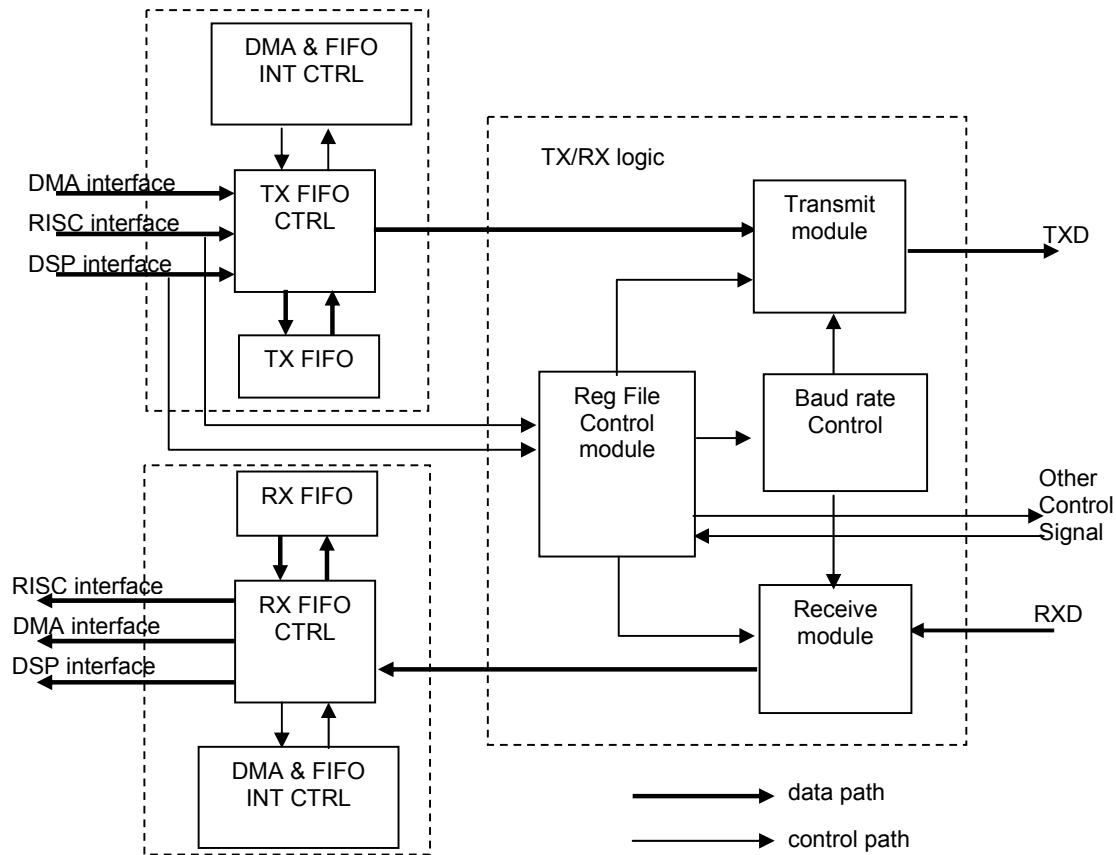 DMA & FIFO
INT CTRL
DMA interface
RISC interface
DSP interface
TX FIFO
CTRL
TX FIFO
TX/RX logic
Transmit
module
TXD
Reg File
Control
module
Baud rate
Control
Other
Control
Signal
RX FIFO
RISC interface
DMA interface
DSP interface
RX FIFO
CTRL
Receive
module
RXD
DMA & FIFO
INT CTRL
data path
control path